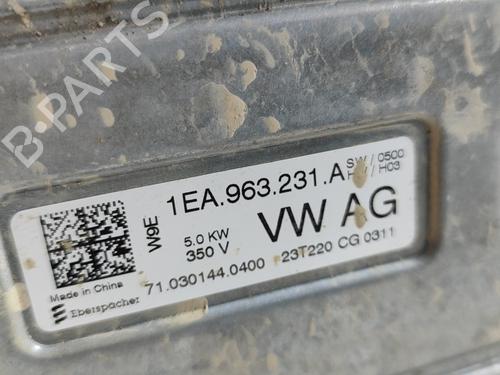 B-PARTS
1EA.963.231.A
SW / 0500
HW / H03
W9E
5.0 KW
350 V
VW AG
71.030144.0400
23T220 CG 0311
Made in China
Eberspächer